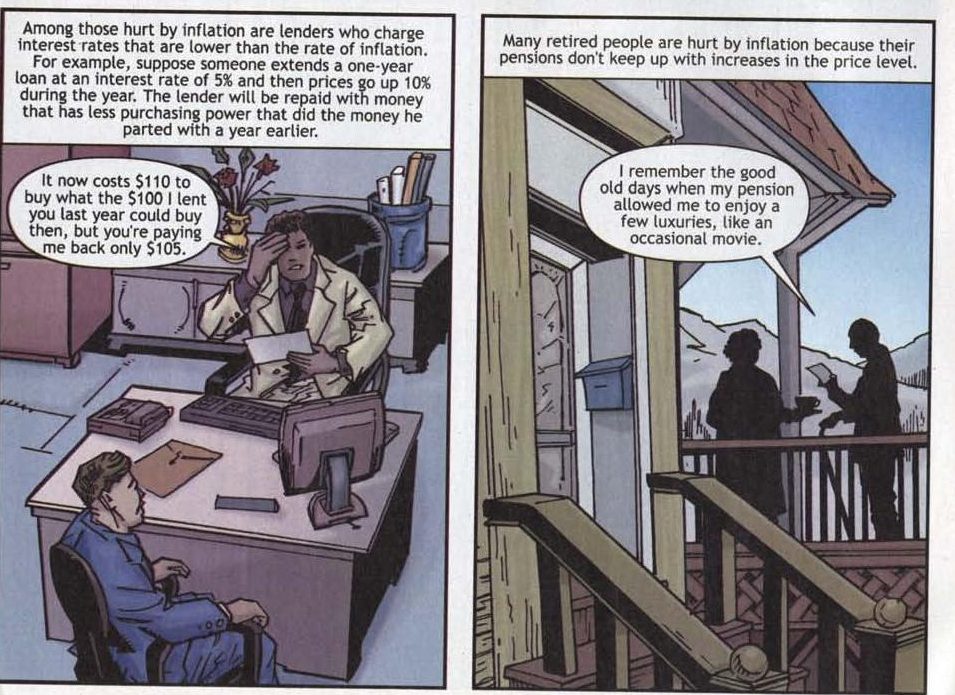 Among those hurt by inflation are lenders who charge
interest rates that are lower than the rate of inflation.
For example, suppose someone extends a one-year
loan at an interest rate of 5% and then prices go up 10%
during the year. The lender will be repaid with money
that has less purchasing power that did the money he
parted with a year earlier.
It now costs $110 to
buy what the $100 I lent
you last year could buy
then, but you're paying
me back only $105.
Many retired people are hurt by inflation because their
pensions don't keep up with increases in the price level.
I remember the good
old days when my pension
allowed me to enjoy a
few luxuries, like an
occasional movie.